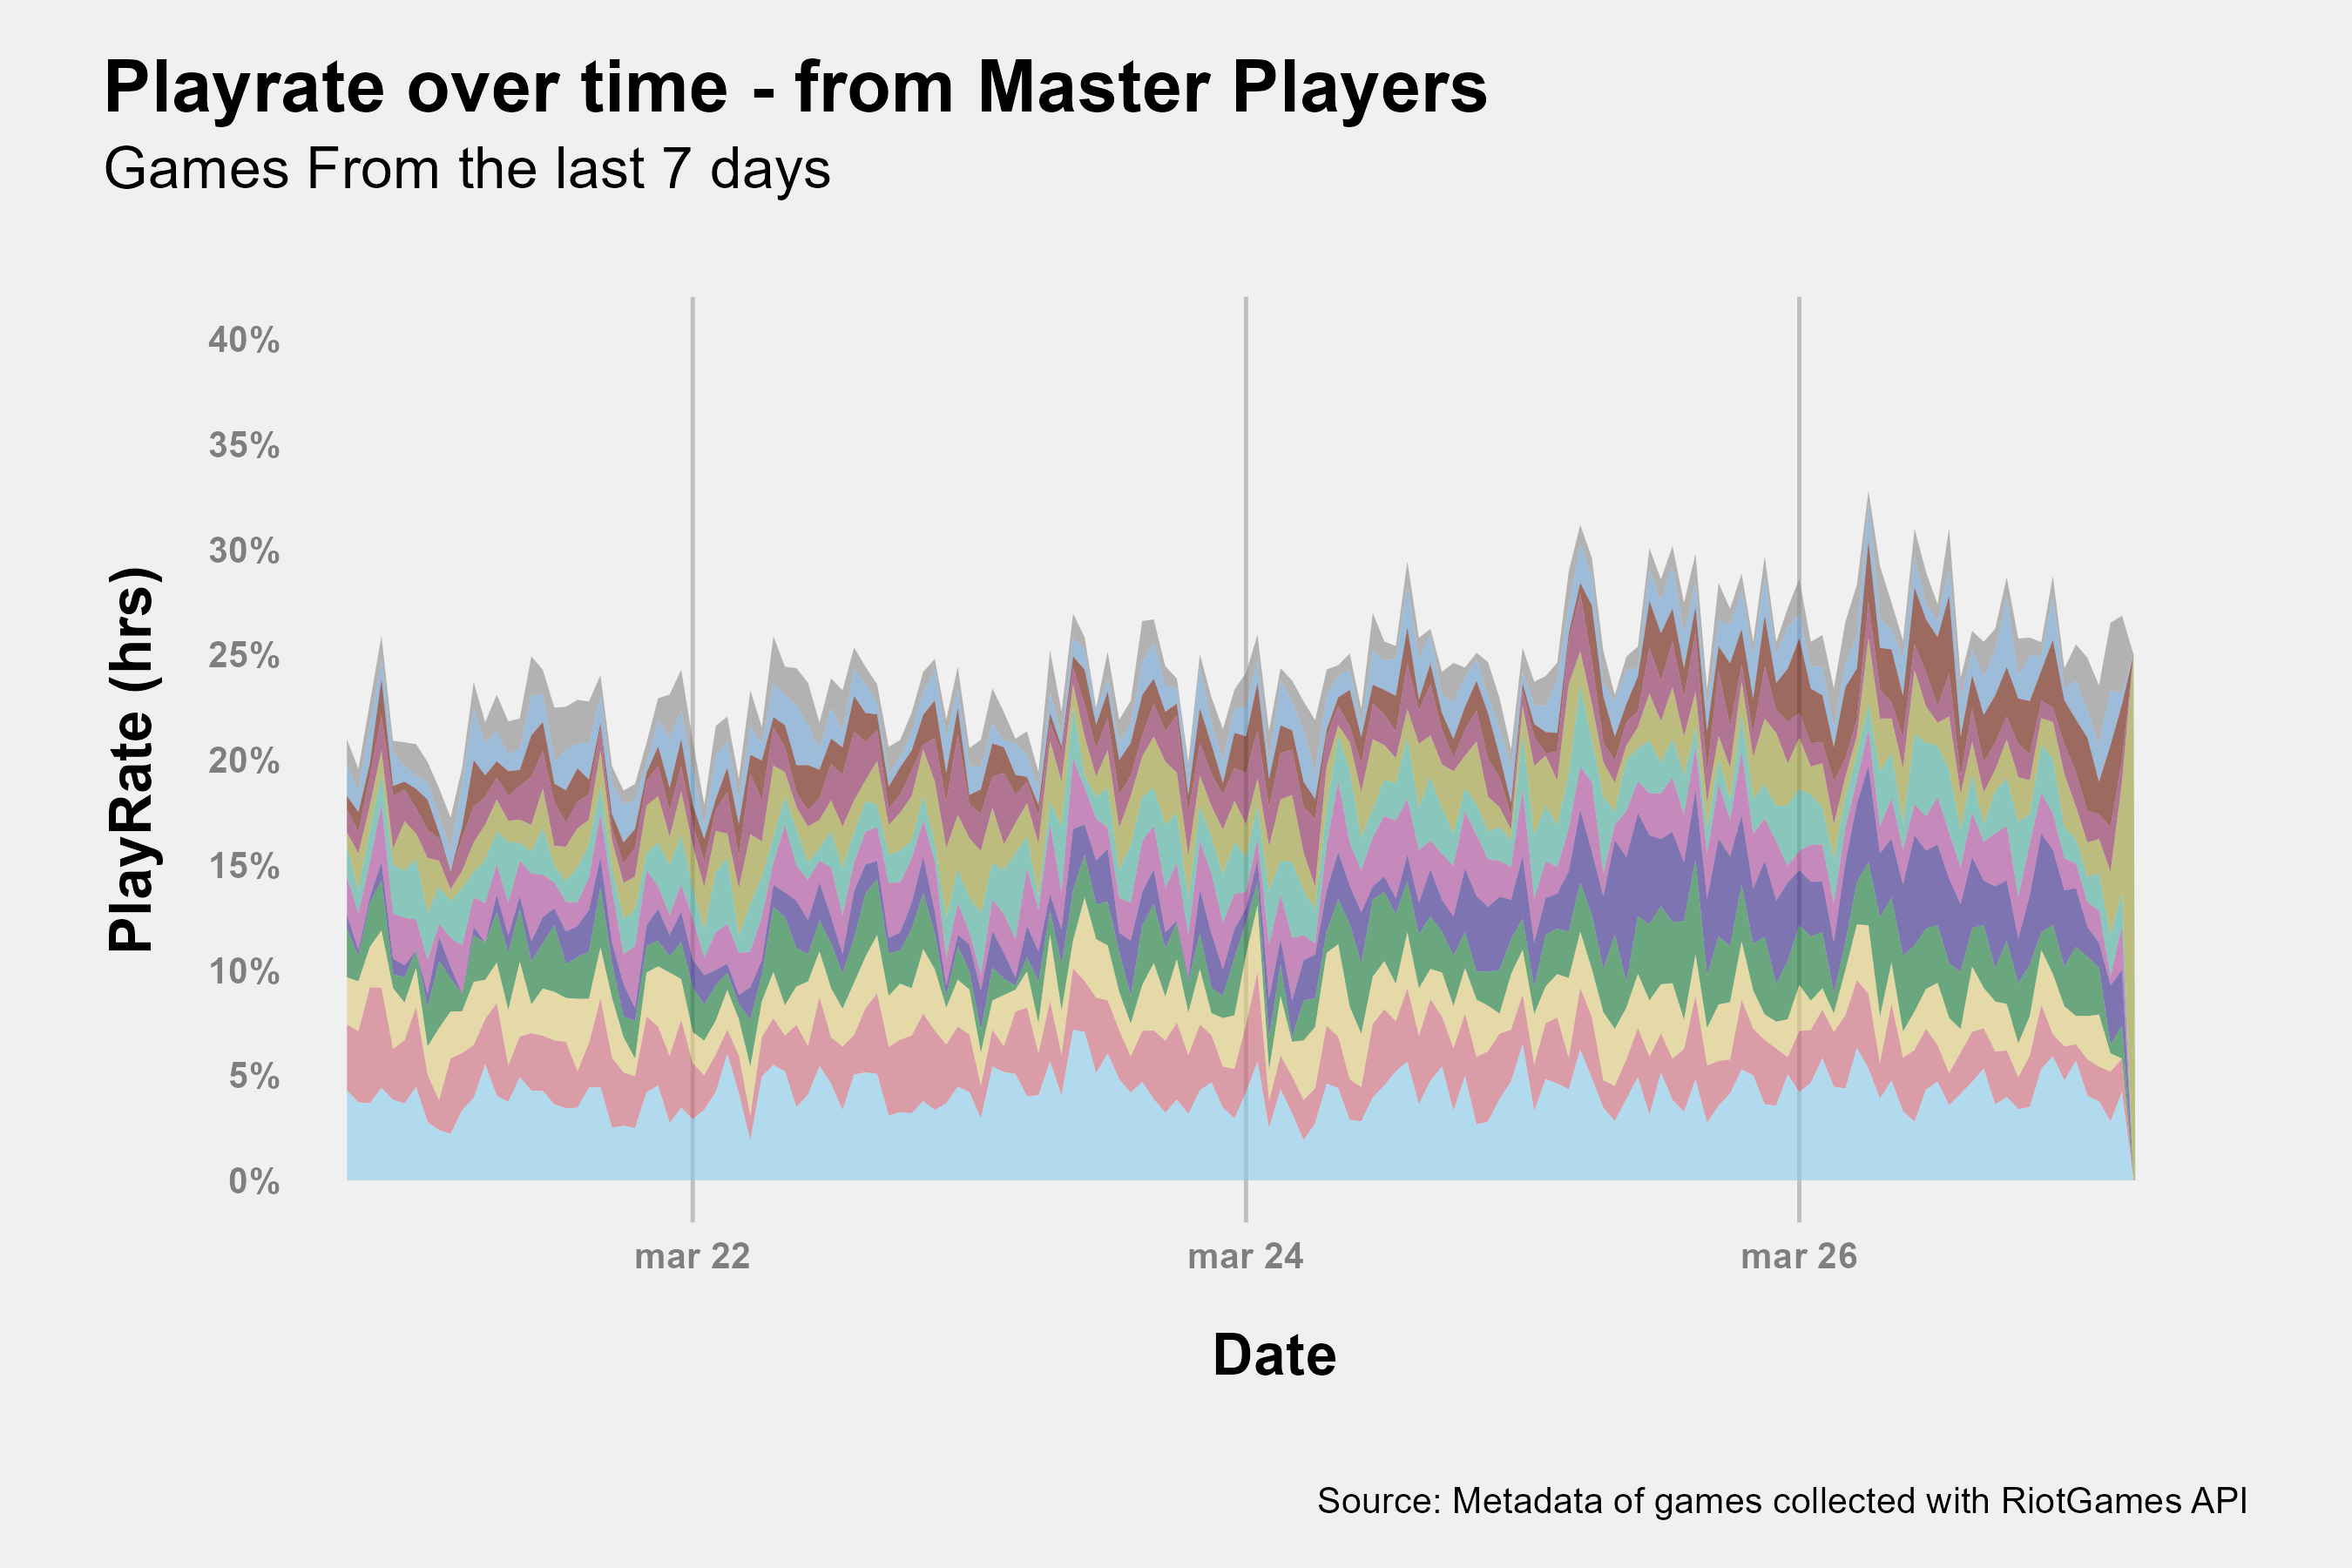 Playrate over time - from Master Players
Games From the last 7 days
40%
35%
30%
25%
20%
15%
10%
5%
0%
PlayRate (hrs)
mar 22
mar 24
mar 26
Date
Source: Metadata of games collected with RiotGames API